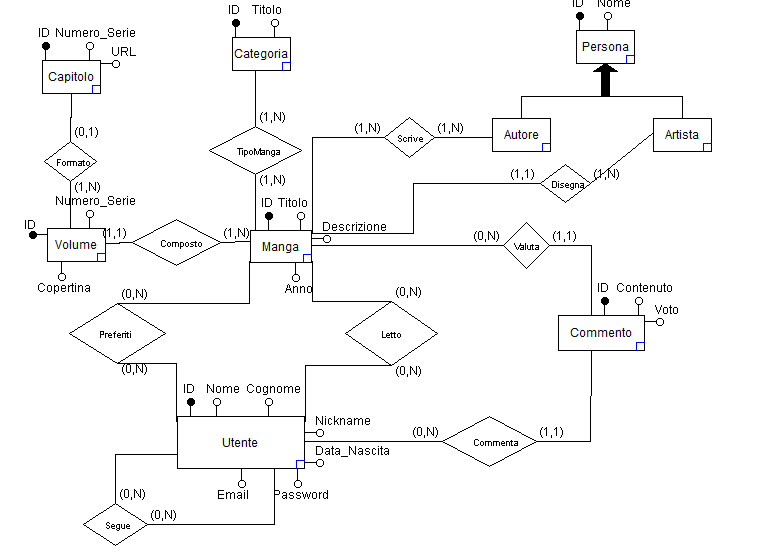 ID Titolo
ID Nome
ID Numero_Serie
URL
Categoria
Persona
Capitolo
(0,1)
(1,N)
(1,N) Scrive (1,N)
Autore
Artista
Formato
TipoManga
(1,N)
(1,N)
(1,1) Disegna (1,N)
Numero_Serie
ID Titolo
ID
Descrizione
Volume
(1,1) Composto (1,N)
Manga
(0,N) Valuta (1,1)
Copertina
Anno
ID Contenuto
Voto
(0,N)
(0,N)
Preferiti
Letto
Commento
(0,N)
(0,N)
ID Nome Cognome
Nickname
Utente
(0,N) Commenta (1,1)
Data_Nascita
Email
Password
(0,N)
Segue
(0,N)